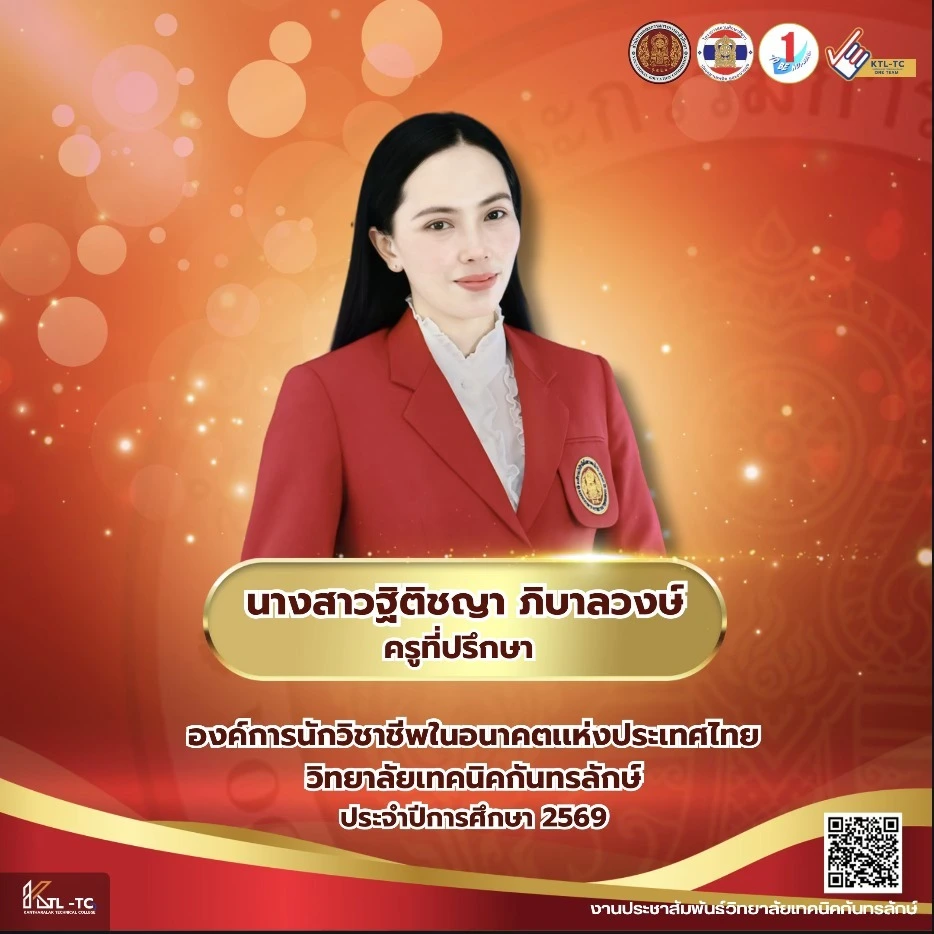 1
KTL-TC
ONE TEAM
นางสาวฐิติชญา ภิบาลวงษ์
ครูที่ปรึกษา
องค์การนักวิชาชีพในอนาคตแห่งประเทศไทย
วิทยาลัยเทคนิคกันทรลักษ์
ประจำปีการศึกษา 2569
KTL -TC
KANTHARALAK TECHNICAL COLLEGE
งานประชาสัมพันธ์วิทยาลัยเทคนิคกันทรลักษ์